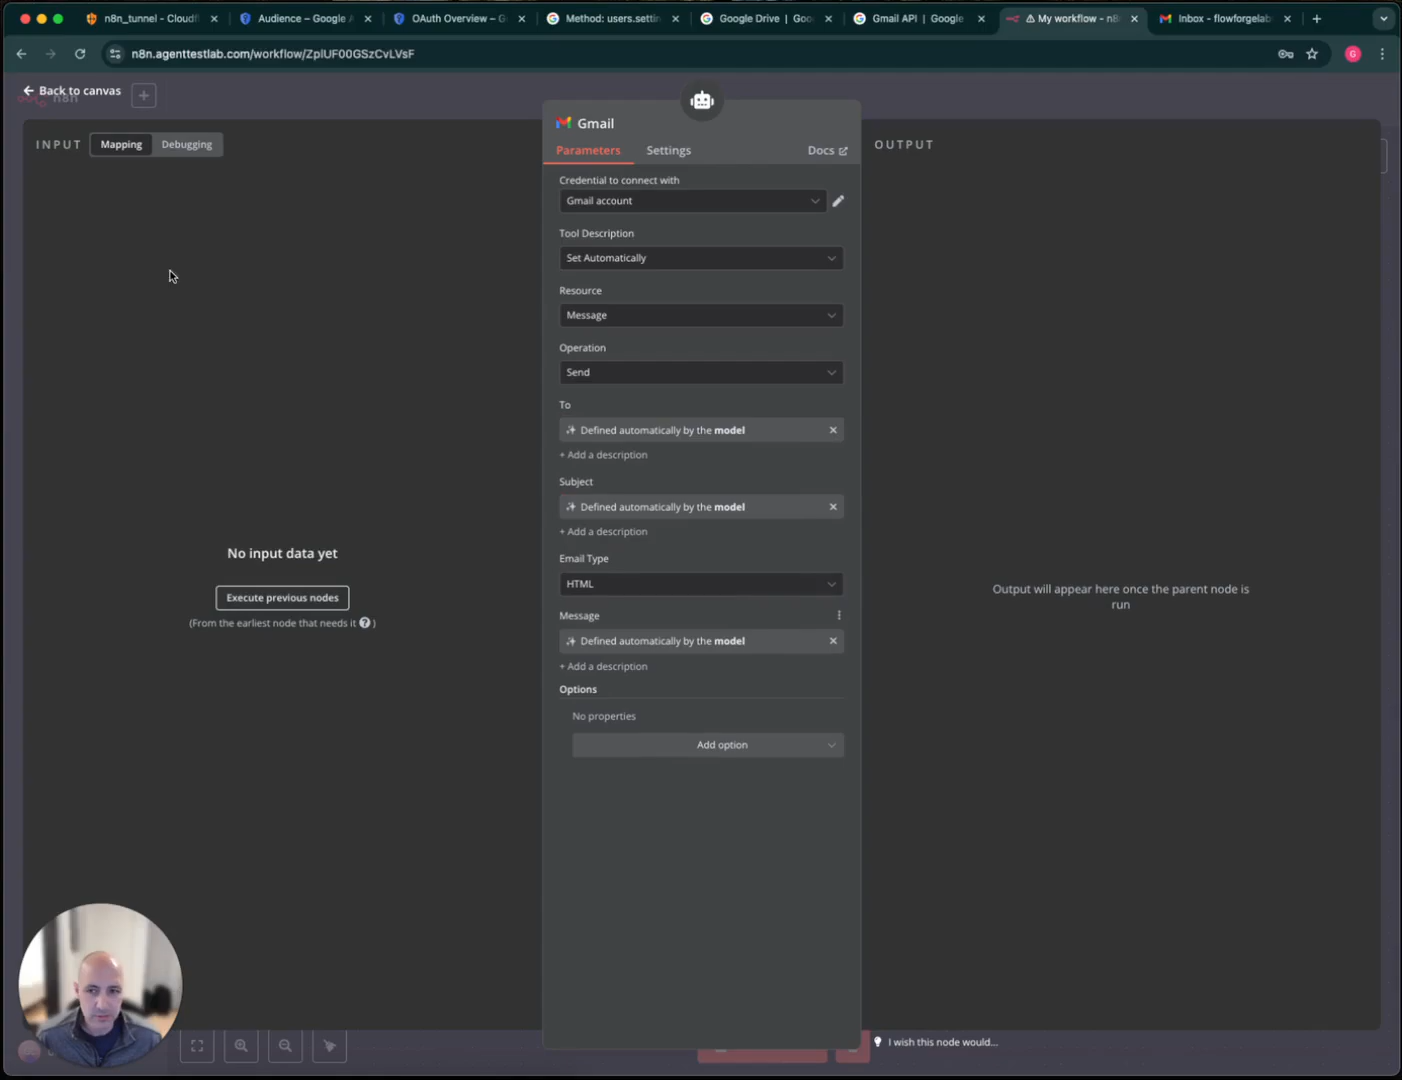 n8n_tunnel - Cloudfl
Audience – Google A
OAuth Overview – G
Method: users.settin
Google Drive | Goo
Gmail API | Google
⚠ My workflow - n8
Inbox - flowforgelab
n8n.agenttestlab.com/workflow/ZplUF00GSzCvLVsF
← Back to canvas
n8n
INPUT
Mapping
Debugging
Gmail
OUTPUT
Parameters
Settings
Docs
Credential to connect with
Gmail account
Tool Description
Set Automatically
Resource
Message
Operation
Send
To
Defined automatically by the model
+ Add a description
Subject
Defined automatically by the model
+ Add a description
Email Type
HTML
Message
Defined automatically by the model
+ Add a description
Options
No properties
Add option
No input data yet
Execute previous nodes
(From the earliest node that needs it ?)
Output will appear here once the parent node is
run
I wish this node would...